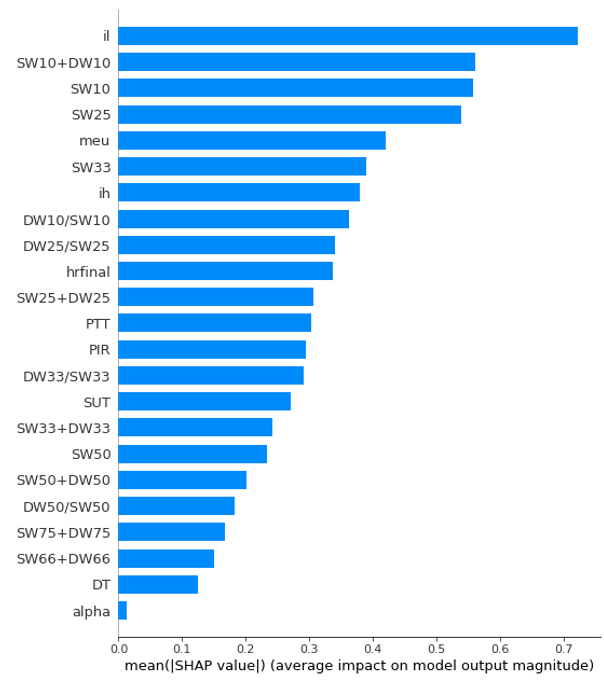 il
SW10+DW10
SW10
SW25
meu
SW33
ih
DW10/SW10
DW25/SW25
hrfinal
SW25+DW25
PTT
PIR
DW33/SW33
SUT
SW33+DW33
SW50
SW50+DW50
DW50/SW50
SW75+DW75
SW66+DW66
DT
alpha
0.0 0.1 0.2 0.3 0.4 0.5 0.6 0.7
mean(|SHAP value|) (average impact on model output magnitude)